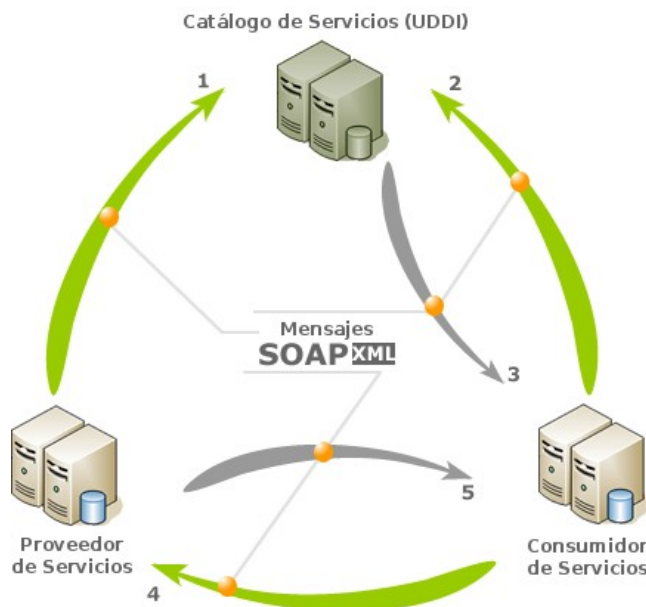 Catálogo de Servicios (UDDI)
1
2
Mensajes
SOAP XML
3
5
Proveedor
de Servicios
4
Consumidor
de Servicios